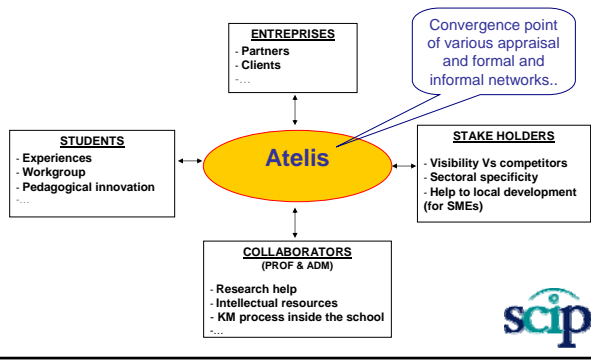 ENTREPRISES
- Partners
- Clients
-...
Convergence point
of various appraisal
and formal and
informal networks..
STUDENTS
- Experiences
- Workgroup
- Pedagogical innovation
-...
Atelis
STAKE HOLDERS
- Visibility Vs competitors
- Sectoral specificity
- Help to local development
(for SMEs)
COLLABORATORS
(PROF & ADM)
- Research help
- Intellectual resources
- KM process inside the school
-...
scip